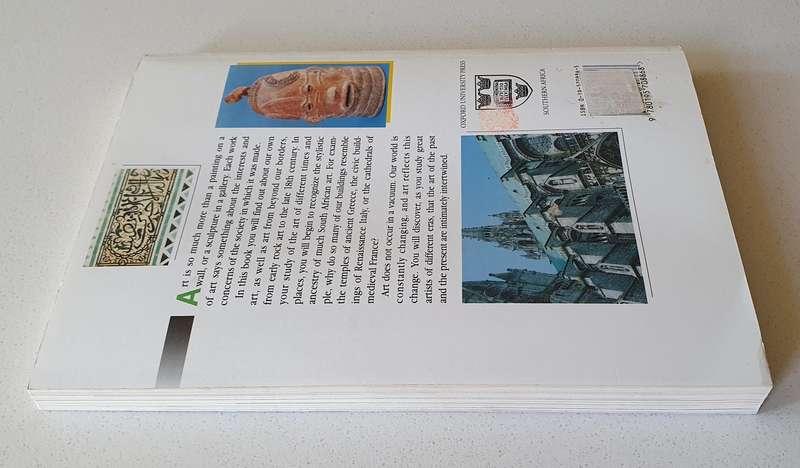 Art is so much more than a painting on a
wall, or a sculpture in a gallery. Each work
of art says something about the interests and
concerns of the society in which it was made.
In this book you will find out about our own
art, as well as art from beyond our borders,
from early rock art to the late 18th century. In
your study of the art of different times and
places, you will begin to recognize the stylistic
ancestry of much South African art. For exam-
ple, why do so many of our buildings resemble
the temples of ancient Greece, the civic build-
ings of Renaissance Italy, or the cathedrals of
medieval France?
Art does not occur in a vacuum. Our world is
constantly changing, and art reflects this
change. You will discover, as you study great
artists of different eras, that the art of the past
and the present are intimately intertwined.
OXFORD UNIVERSITY PRESS
SOUTHERN AFRICA
ISBN 0-19-570886-5
9 780195 708868